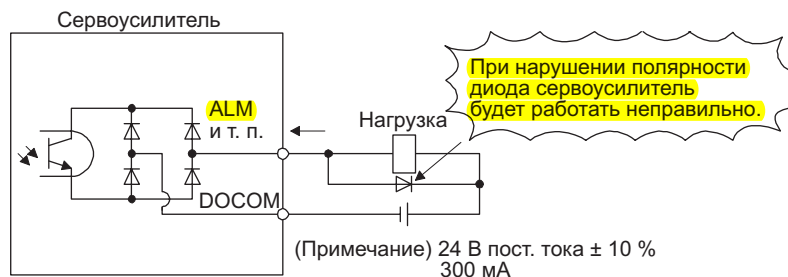 Сервоусилитель
При нарушении полярности
диода сервоусилитель
будет работать неправильно.
ALM
и т. п.
Нагрузка
DOCOM
(Примечание) 24 В пост. тока ± 10 %
300 мА